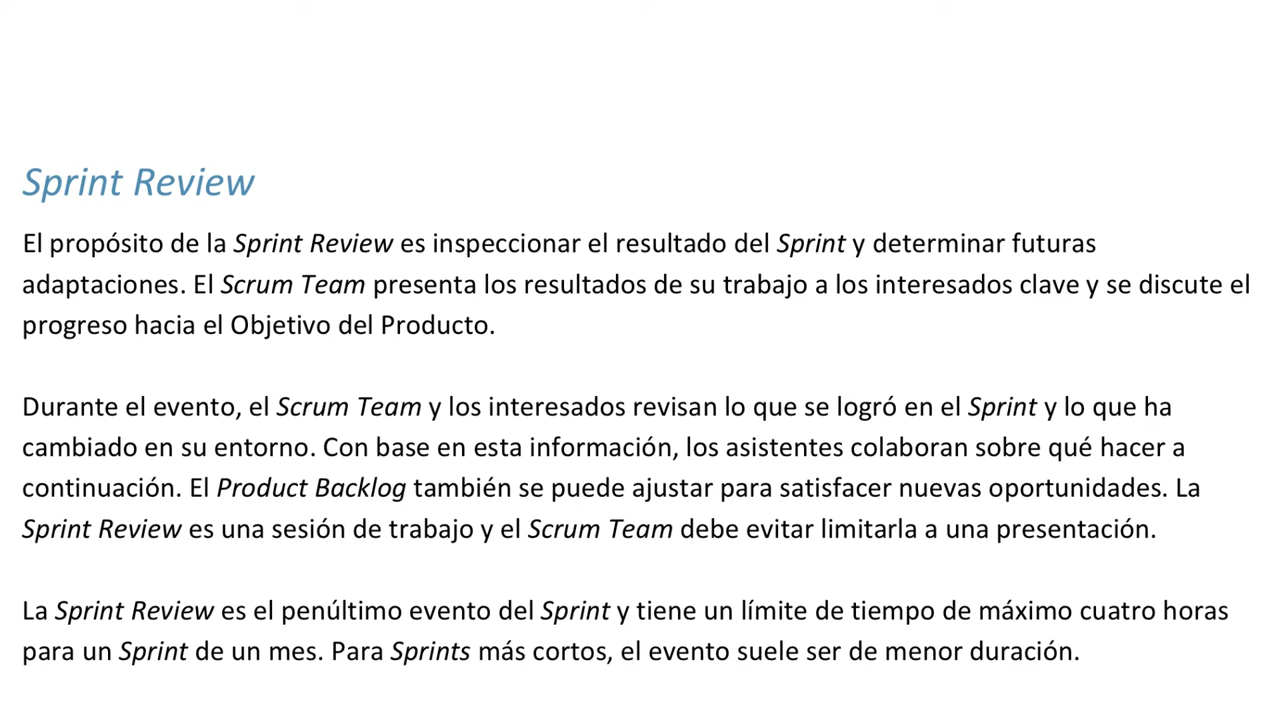 Sprint Review
El propósito de la Sprint Review es inspeccionar el resultado del Sprint y determinar futuras
adaptaciones. El Scrum Team presenta los resultados de su trabajo a los interesados clave y se discute el
progreso hacia el Objetivo del Producto.
Durante el evento, el Scrum Team y los interesados revisan lo que se logró en el Sprint y lo que ha
cambiado en su entorno. Con base en esta información, los asistentes colaboran sobre qué hacer a
continuación. El Product Backlog también se puede ajustar para satisfacer nuevas oportunidades. La
Sprint Review es una sesión de trabajo y el Scrum Team debe evitar limitarla a una presentación.
La Sprint Review es el penúltimo evento del Sprint y tiene un límite de tiempo de máximo cuatro horas
para un Sprint de un mes. Para Sprints más cortos, el evento suele ser de menor duración.